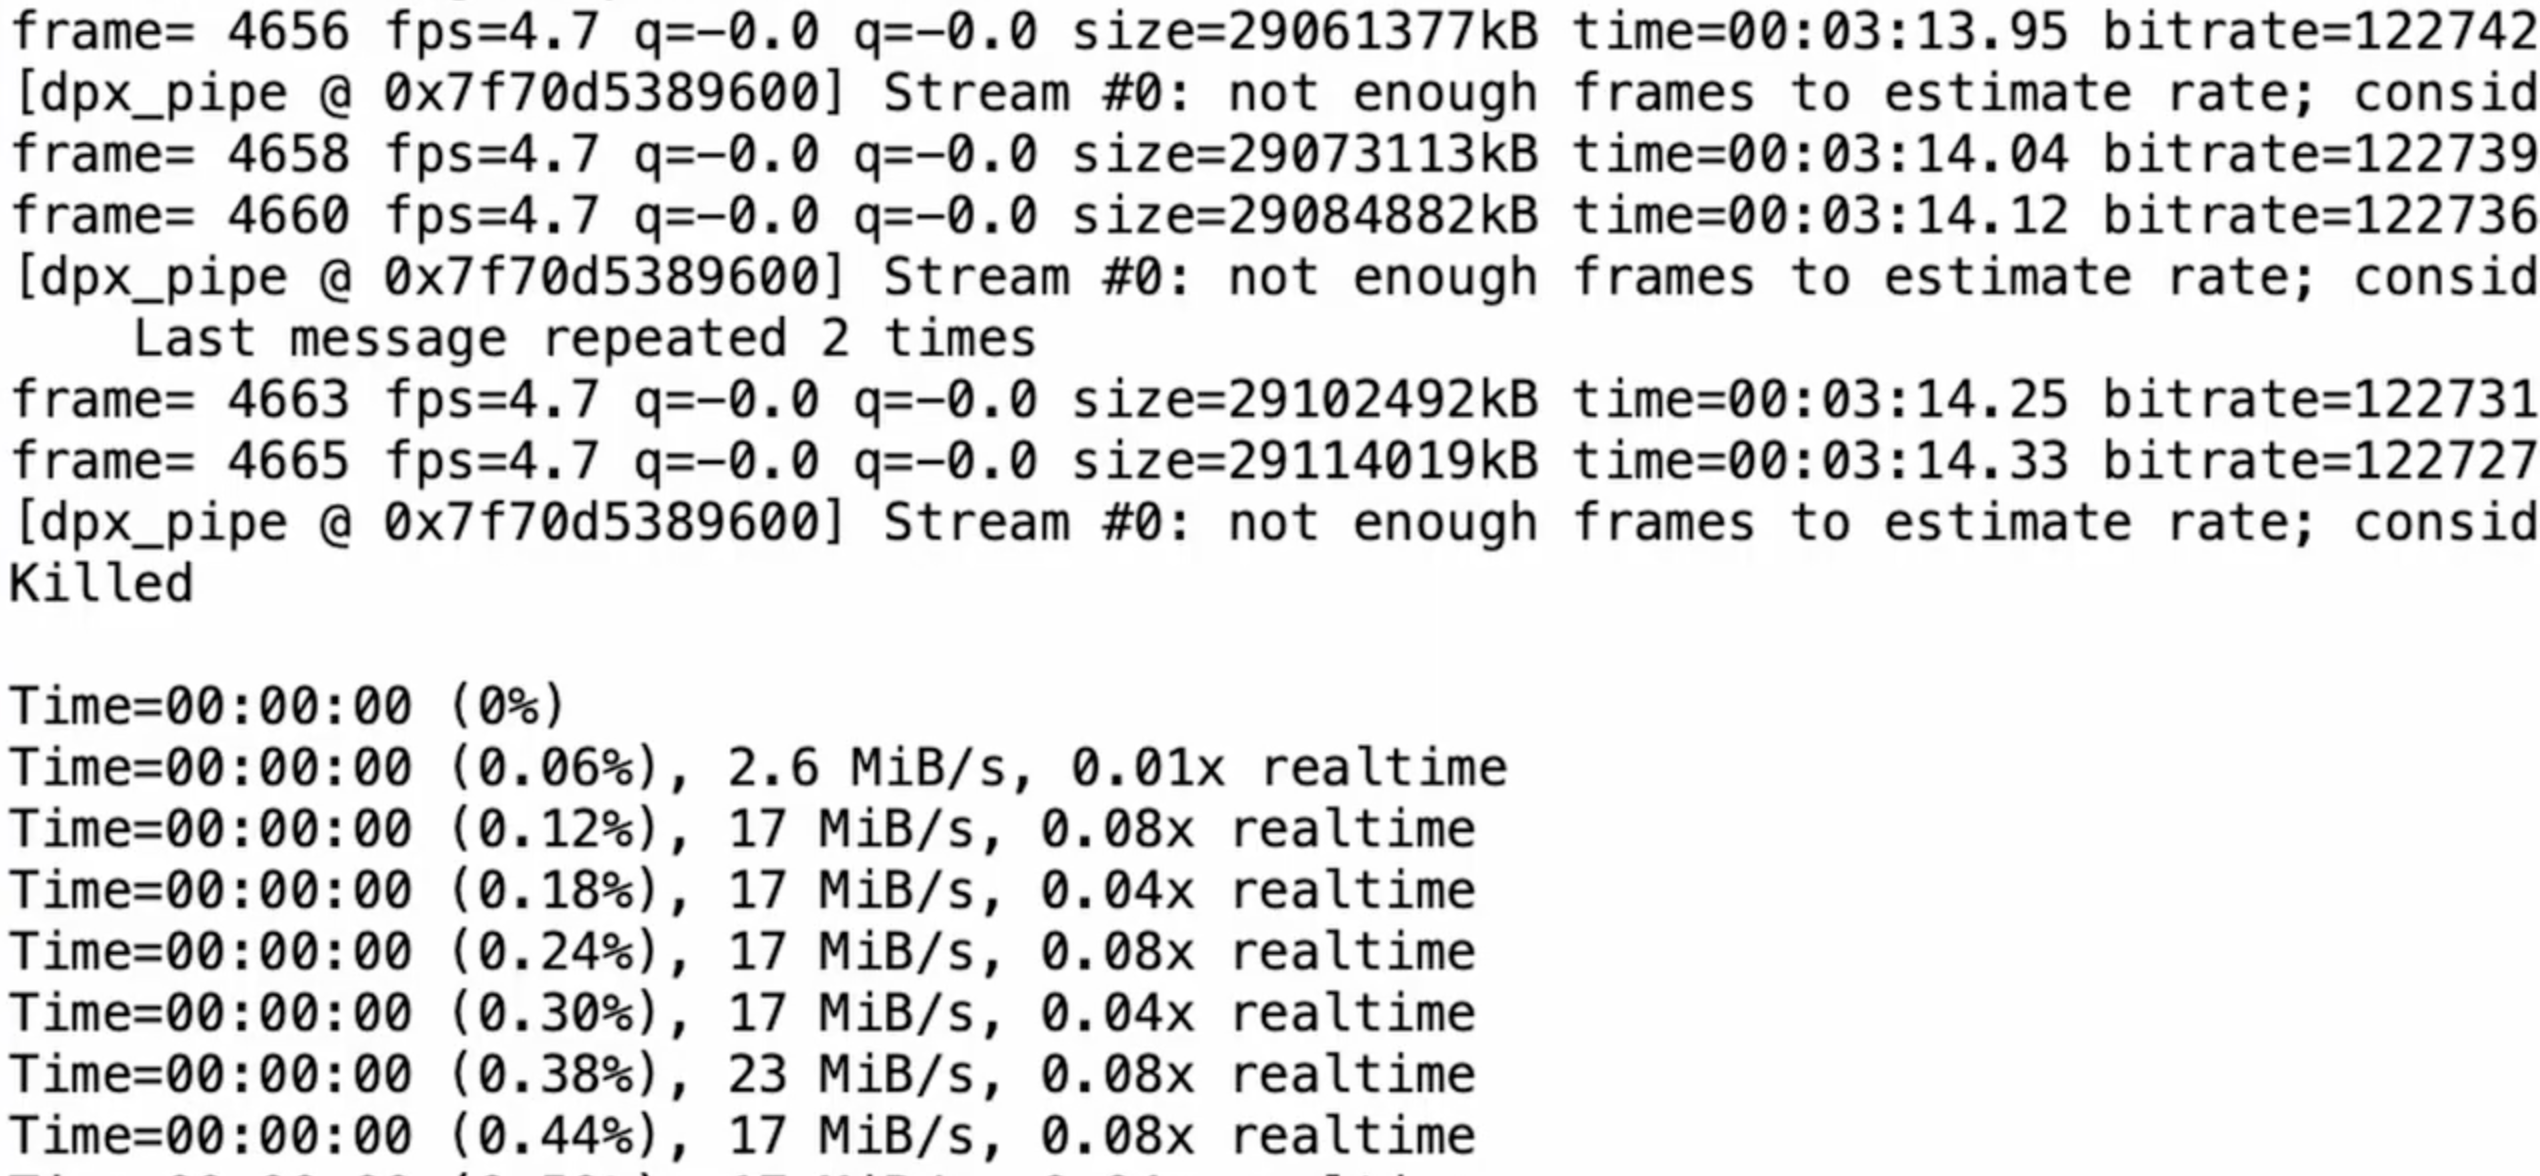 frame= 4656 fps=4.7 q=-0.0 q=-0.0 size=29061377kB time=00:03:13.95 bitrate=122742
[dpx_pipe @ 0x7f70d5389600] Stream #0: not enough frames to estimate rate; consid
frame= 4658 fps=4.7 q=-0.0 q=-0.0 size=29073113kB time=00:03:14.04 bitrate=122739
frame= 4660 fps=4.7 q=-0.0 q=-0.0 size=29084882kB time=00:03:14.12 bitrate=122736
[dpx_pipe @ 0x7f70d5389600] Stream #0: not enough frames to estimate rate; consid
    Last message repeated 2 times
frame= 4663 fps=4.7 q=-0.0 q=-0.0 size=29102492kB time=00:03:14.25 bitrate=122731
frame= 4665 fps=4.7 q=-0.0 q=-0.0 size=29114019kB time=00:03:14.33 bitrate=122727
[dpx_pipe @ 0x7f70d5389600] Stream #0: not enough frames to estimate rate; consid
Killed
Time=00:00:00 (0%)
Time=00:00:00 (0.06%), 2.6 MiB/s, 0.01x realtime
Time=00:00:00 (0.12%), 17 MiB/s, 0.08x realtime
Time=00:00:00 (0.18%), 17 MiB/s, 0.04x realtime
Time=00:00:00 (0.24%), 17 MiB/s, 0.08x realtime
Time=00:00:00 (0.30%), 17 MiB/s, 0.04x realtime
Time=00:00:00 (0.38%), 23 MiB/s, 0.08x realtime
Time=00:00:00 (0.44%), 17 MiB/s, 0.08x realtime